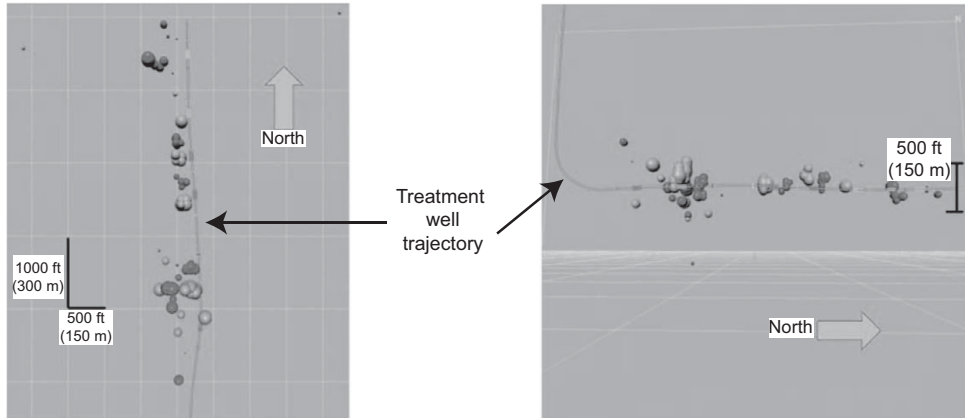 North
1000 ft
(300 m)
500 ft
(150 m)
Treatment
well
trajectory
500 ft
(150 m)
North